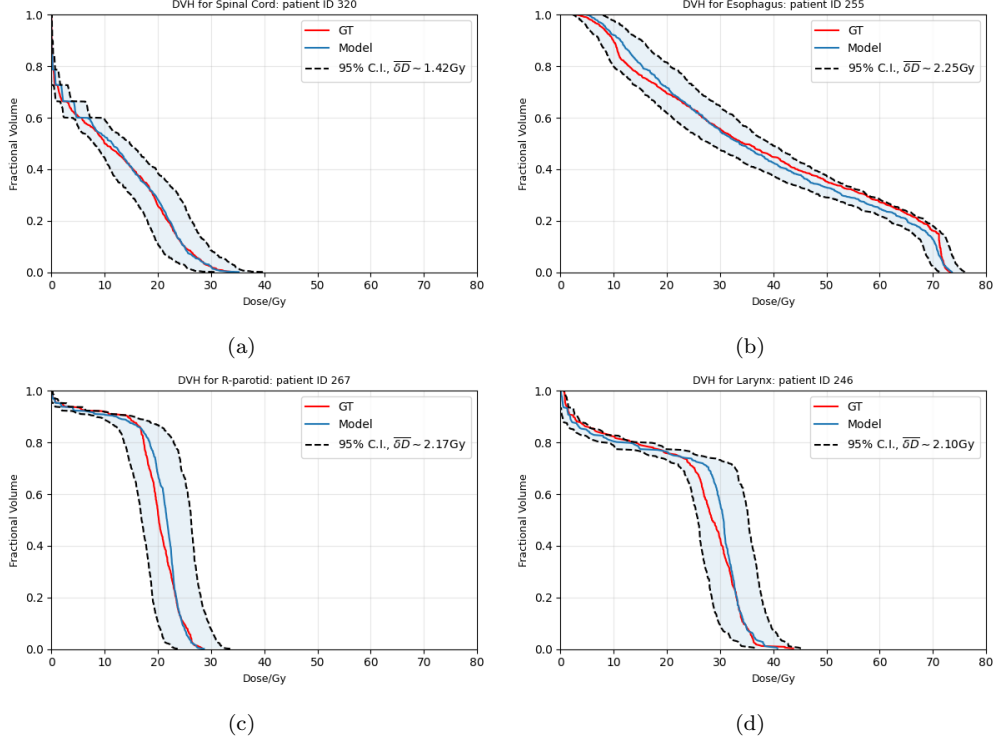 DVH for Spinal Cord: patient ID 320
Fractional Volume
1.0
0.8
0.6
0.4
0.2
0.0
GT
Model
95% C.I., δD ~ 1.42Gy
0 10 20 30 40 50 60 70 80
Dose/Gy
(a)
DVH for Esophagus: patient ID 255
Fractional Volume
1.0
0.8
0.6
0.4
0.2
0.0
GT
Model
95% C.I., δD ~ 2.25Gy
0 10 20 30 40 50 60 70 80
Dose/Gy
(b)
DVH for R-parotid: patient ID 267
Fractional Volume
1.0
0.8
0.6
0.4
0.2
0.0
GT
Model
95% C.I., δD ~ 2.17Gy
0 10 20 30 40 50 60 70 80
Dose/Gy
(c)
DVH for Larynx: patient ID 246
Fractional Volume
1.0
0.8
0.6
0.4
0.2
0.0
GT
Model
95% C.I., δD ~ 2.10Gy
0 10 20 30 40 50 60 70 80
Dose/Gy
(d)